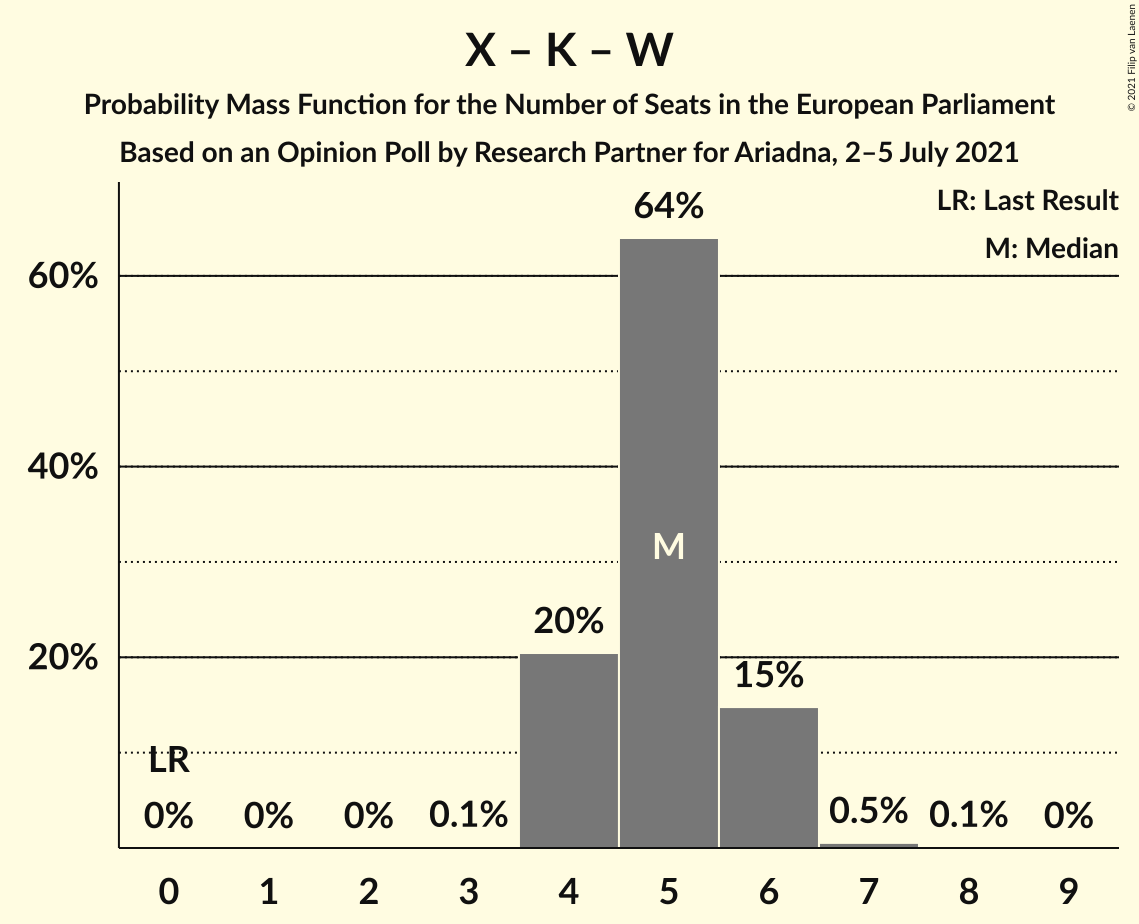 X – K – W
Probability Mass Function for the Number of Seats in the European Parliament
Based on an Opinion Poll by Research Partner for Ariadna, 2–5 July 2021
© 2021 Filip van Laenen
LR: Last Result
M: Median
64%
60%
40%
M
20%
20%
15%
LR
0% 0% 0% 0.1% 0.5% 0.1% 0%
0 1 2 3 4 5 6 7 8 9